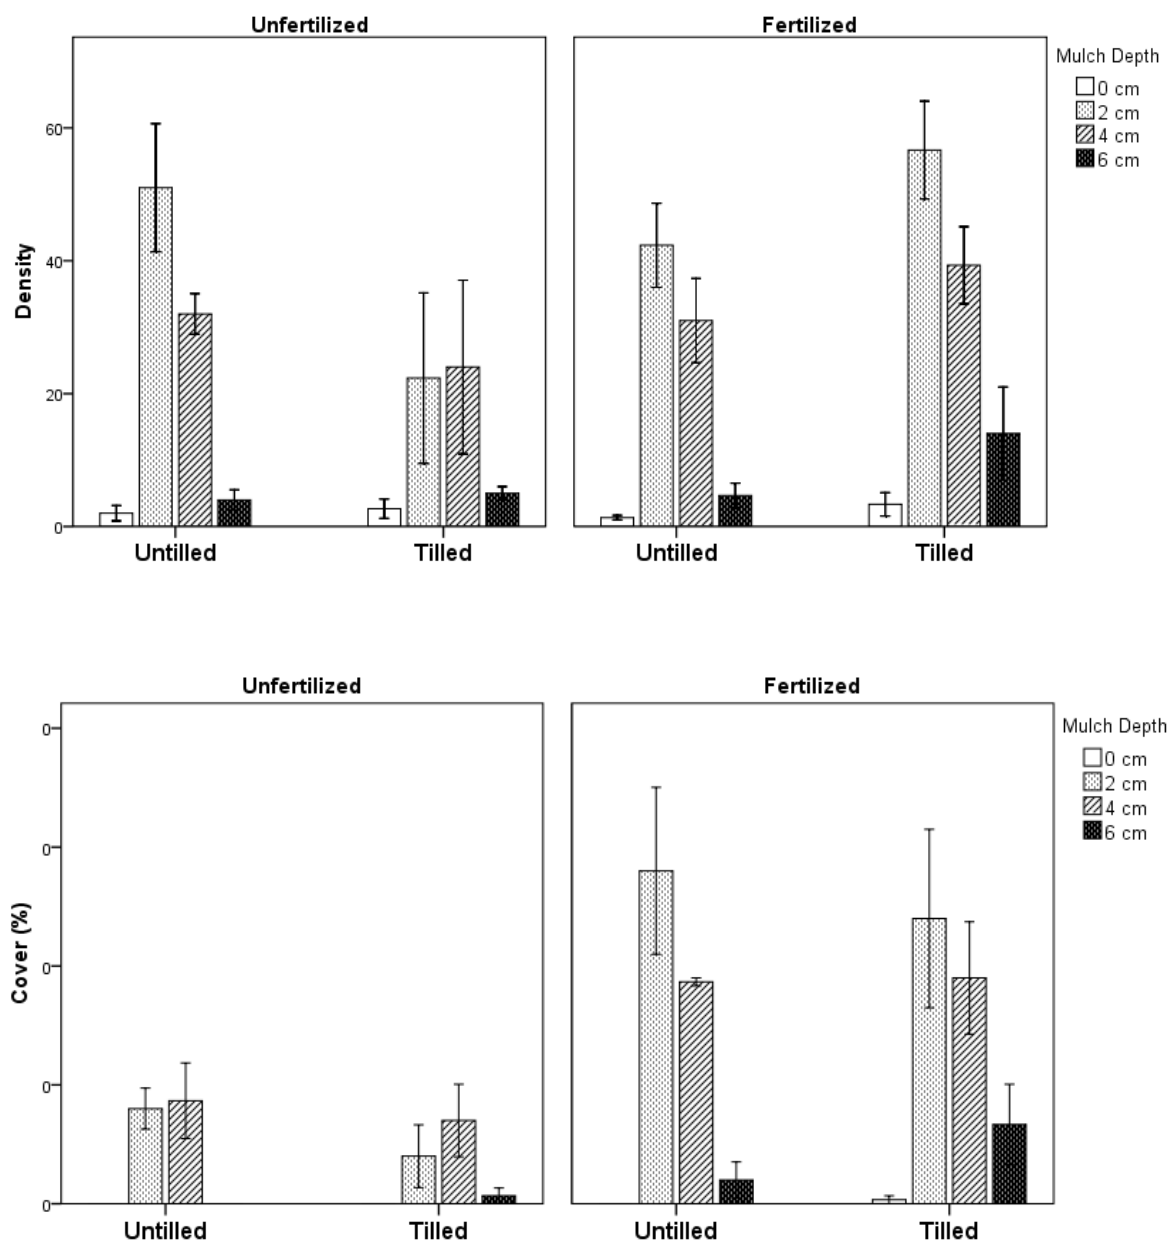 Unfertilized
Fertilized
Mulch Depth
0 cm
2 cm
4 cm
6 cm
Density
60
40
20
0
Untilled
Tilled
Untilled
Tilled
Unfertilized
Fertilized
Mulch Depth
0 cm
2 cm
4 cm
6 cm
Cover (%)
0
0
0
0
0
Untilled
Tilled
Untilled
Tilled